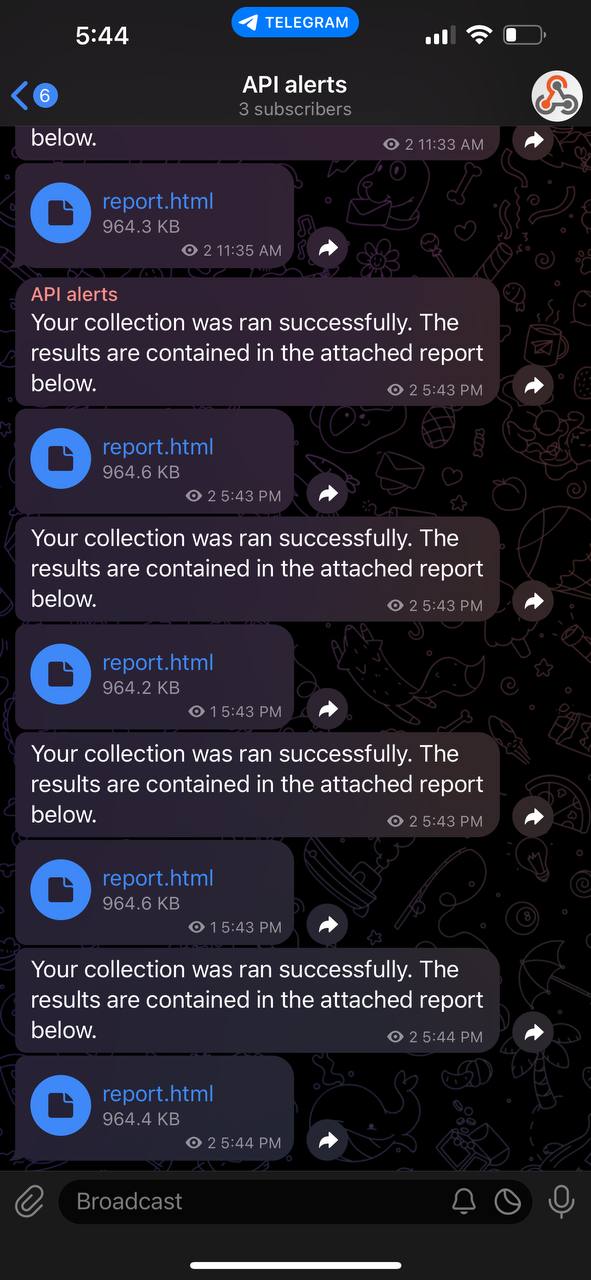 5:44
TELEGRAM
6
API alerts
3 subscribers
below.
2 11:33 AM
report.html
964.3 KB
2 11:35 AM
API alerts
Your collection was ran successfully. The
results are contained in the attached report
below.
2 5:43 PM
report.html
964.6 KB
2 5:43 PM
Your collection was ran successfully. The
results are contained in the attached report
below.
2 5:43 PM
report.html
964.2 KB
1 5:43 PM
Your collection was ran successfully. The
results are contained in the attached report
below.
2 5:43 PM
report.html
964.6 KB
1 5:43 PM
Your collection was ran successfully. The
results are contained in the attached report
below.
2 5:44 PM
report.html
964.4 KB
2 5:44 PM
Broadcast